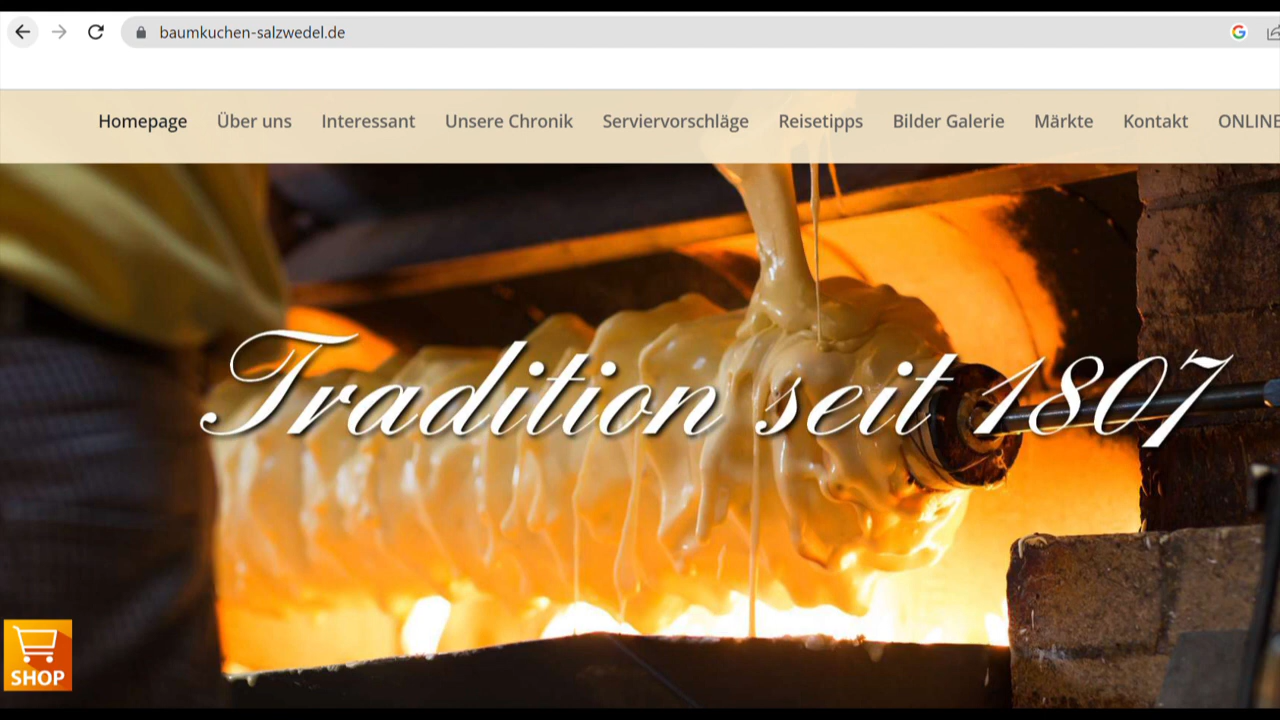 baumkuchen-salzwedel.de
Homepage Über uns Interessant Unsere Chronik Serviervorschläge Reisetipps Bilder Galerie Märkte Kontakt ONLINE
Tradition seit 1807
SHOP